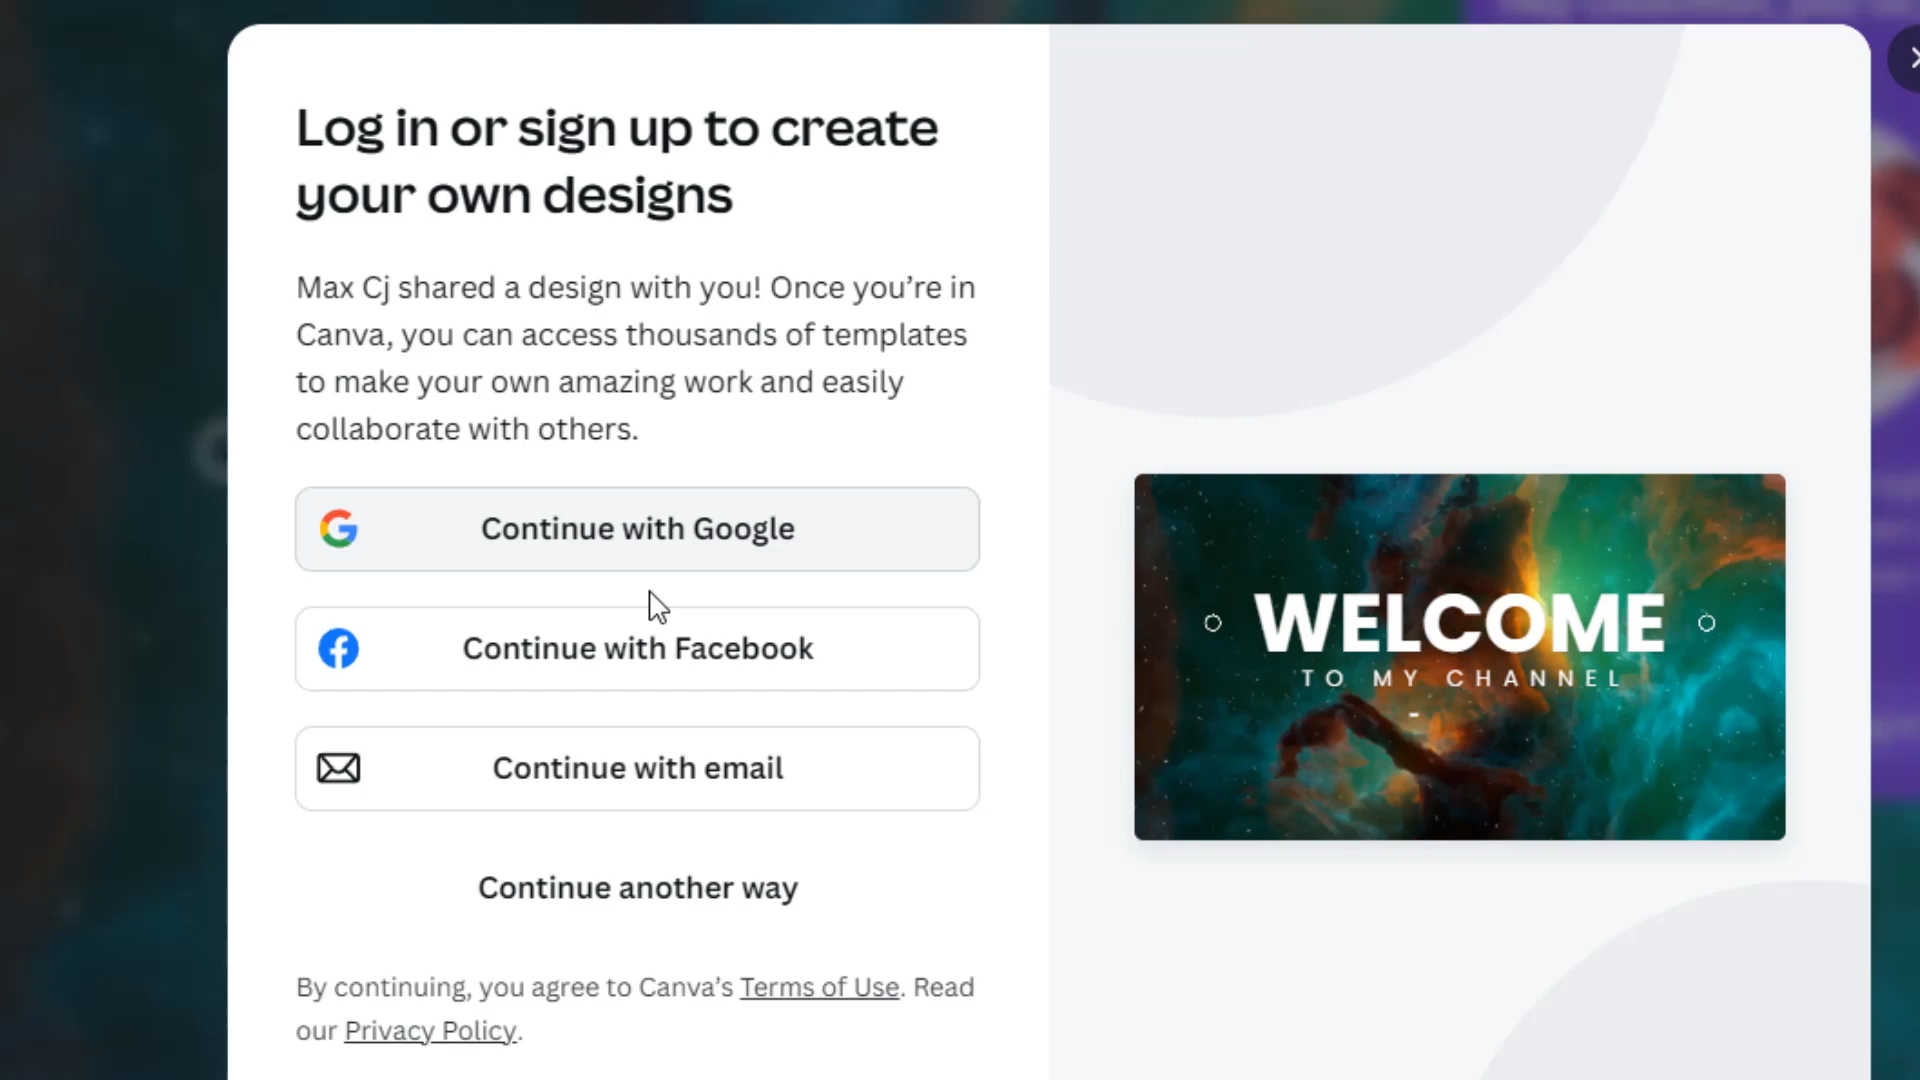 Log in or sign up to create
your own designs
Max Cj shared a design with you! Once you’re in
Canva, you can access thousands of templates
to make your own amazing work and easily
collaborate with others.
Continue with Google
Continue with Facebook
Continue with email
Continue another way
By continuing, you agree to Canva’s Terms of Use. Read
our Privacy Policy.
WELCOME
TO MY CHANNEL
-